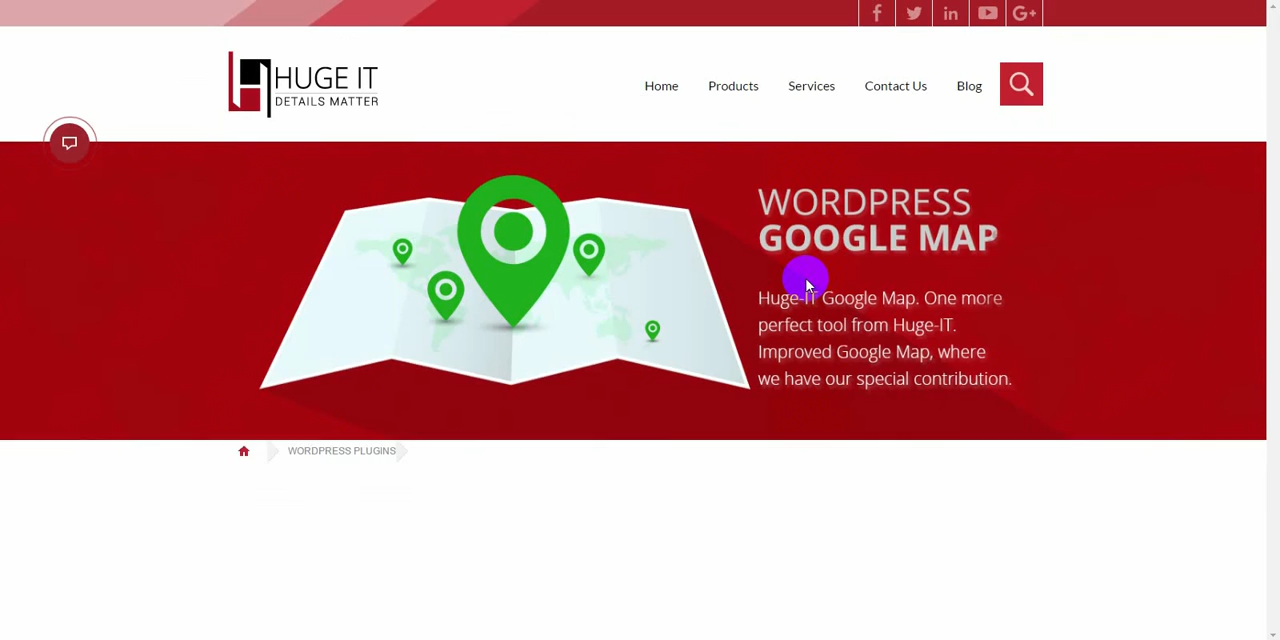 HUGE IT
DETAILS MATTER
Home
Products
Services
Contact Us
Blog
WORDPRESS
GOOGLE MAP
Huge-IT Google Map. One more
perfect tool from Huge-IT.
Improved Google Map, where
we have our special contribution.
WORDPRESS PLUGINS